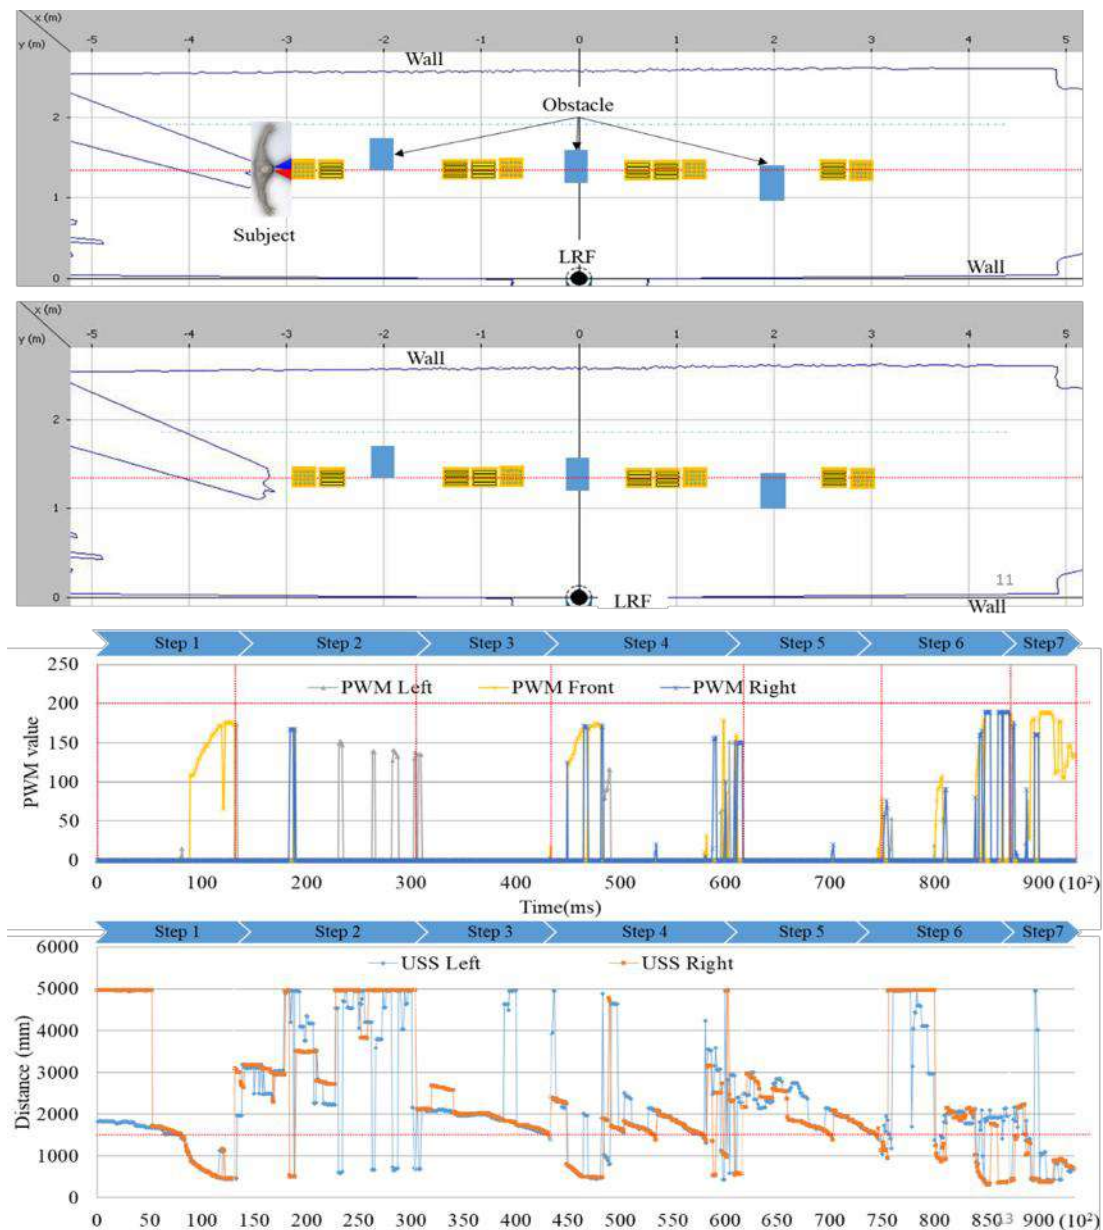 x (m)
y (m)
-5 -4 -3 -2 -1 0 1 2 3 4 5
Wall
2
Obstacle
1
Subject
LRF
Wall
0
x (m)
y (m)
-5 -4 -3 -2 -1 0 1 2 3 4 5
Wall
2
1
11
0
LRF
Wall
Step 1 Step 2 Step 3 Step 4 Step 5 Step 6 Step7
250
PWM Left PWM Front PWM Right
200
150
100
50
0
PWM value
0 100 200 300 400 500 600 700 800 900 (10²)
Time(ms)
Step 1 Step 2 Step 3 Step 4 Step 5 Step 6 Step7
6000
USS Left USS Right
5000
4000
3000
2000
1000
0
Distance (mm)
13
0 50 150 200 250 300 350 400 450 500 550 600 650 700 750 800 850 900 (10²)